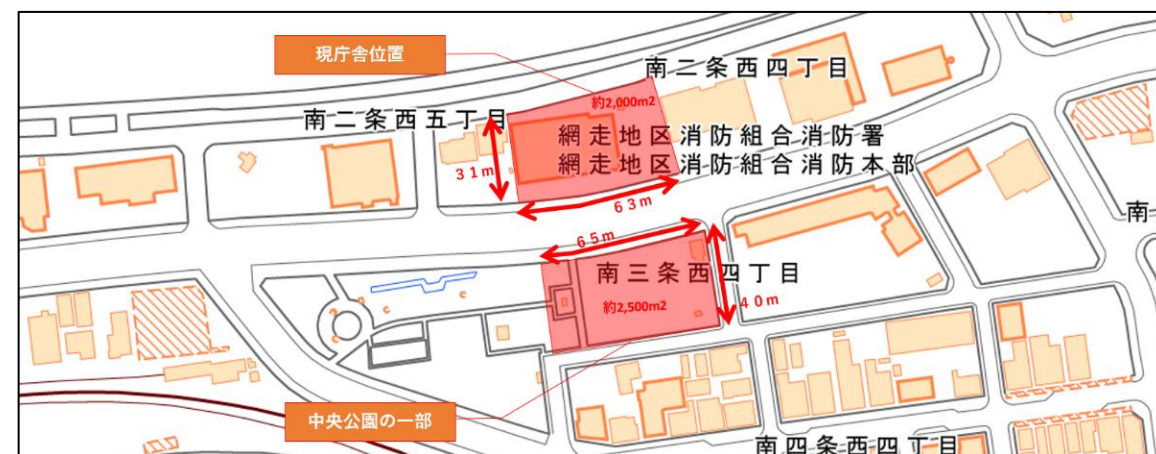 現庁舎位置
南二条西四丁目
約2,000m2
南二条西五丁目
網走地区消防組合消防署
網走地区消防組合消防本部
31m
63m
65m
南
南三条西四丁目
約2,500m2
40m
中央公園の一部
南四条西四丁目